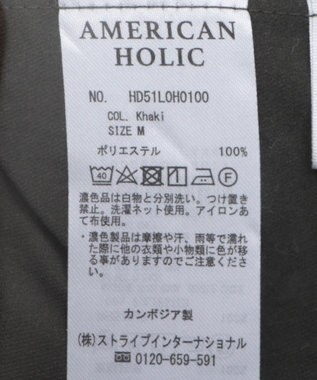 AMERICAN
HOLIC
NO. HD51L0H0100
COL. Khaki
SIZE M
ポリエステル 100%
40 F
濃色品は白物と分別洗い。つけ置き
禁止。洗濯ネット使用。アイロンあ
て布使用。
・濃色製品は摩擦や汗、雨等で濡れ
た際に他の衣類や小物類に色が移
る事がありますのでご注意くださ
い。
カンボジア製
(株)ストライプインターナショナル
0120-659-591